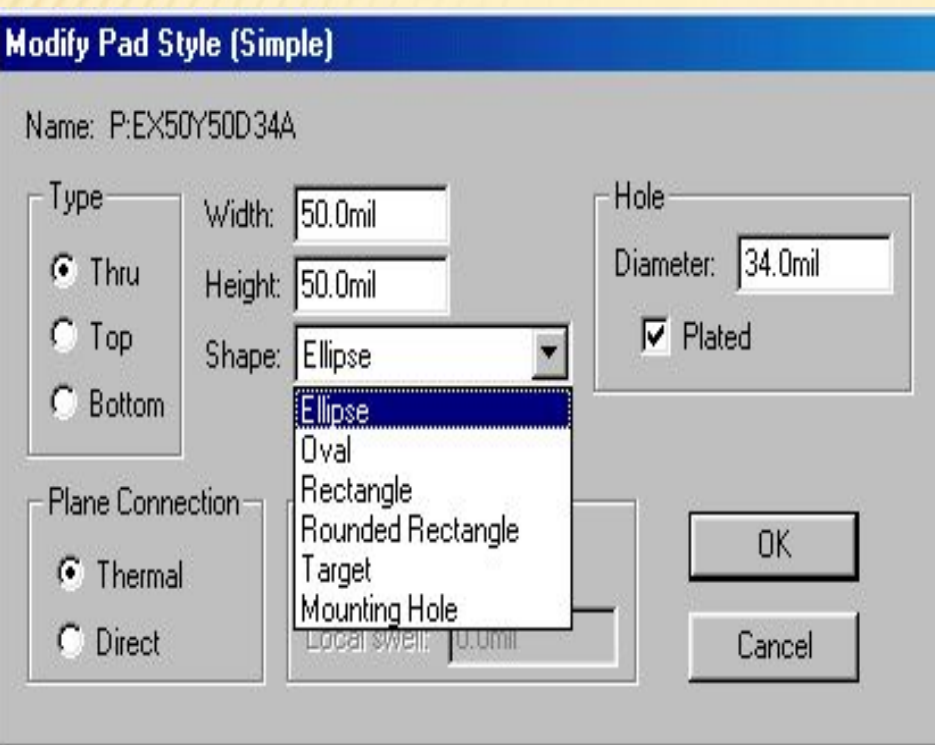 Modify Pad Style (Simple)
Name: P:EX50Y50D34A
Type
Thru
Top
Bottom
Width: 50.0mil
Height: 50.0mil
Shape: Ellipse
Ellipse
Oval
Rectangle
Rounded Rectangle
Target
Mounting Hole
Hole
Diameter: 34.0mil
Plated
Plane Connection
Thermal
Direct
Local swell: 0.0mil
OK
Cancel